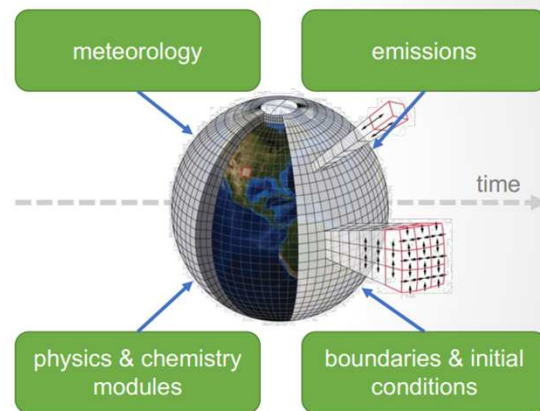 meteorology
emissions
time
physics & chemistry
modules
boundaries & initial
conditions